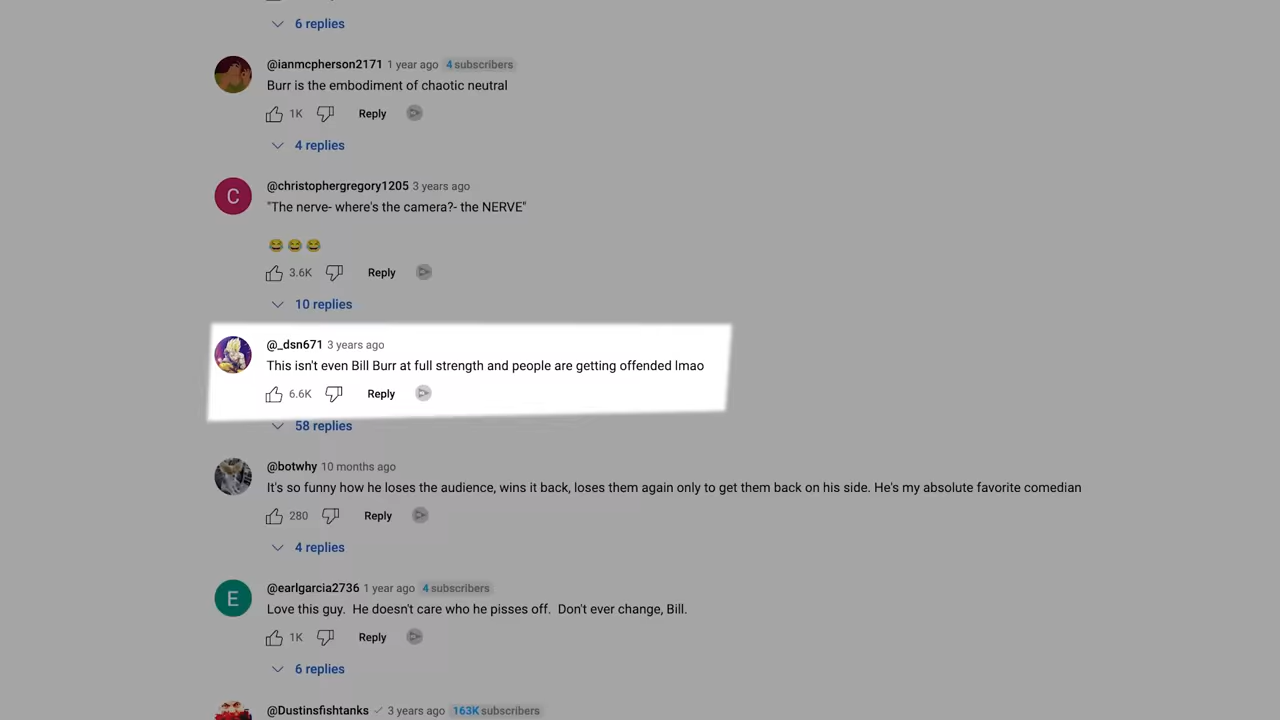 6 replies
@ianmcpherson2171 1 year ago 4 subscribers
Burr is the embodiment of chaotic neutral
1K Reply
4 replies
C
@christophergregory1205 3 years ago
"The nerve- where's the camera?- the NERVE"
😂😂😂
3.6K Reply
10 replies
@_dsn671 3 years ago
This isn't even Bill Burr at full strength and people are getting offended lmao
6.6K Reply
58 replies
@botwhy 10 months ago
It's so funny how he loses the audience, wins it back, loses them again only to get them back on his side. He's my absolute favorite comedian
280 Reply
4 replies
E
@earlgarcia2736 1 year ago 4 subscribers
Love this guy.  He doesn't care who he pisses off.  Don't ever change, Bill.
1K Reply
6 replies
@Dustinsfishtanks 3 years ago 163K subscribers